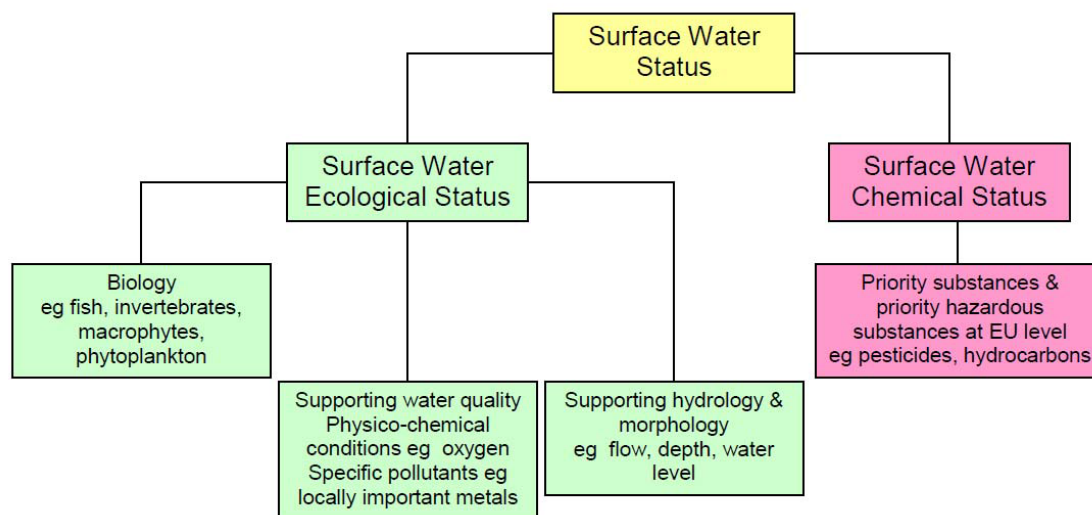 Surface Water
Status
Surface Water
Ecological Status
Surface Water
Chemical Status
Biology
eg fish, invertebrates,
macrophytes,
phytoplankton
Priority substances &
priority hazardous
substances at EU level
eg pesticides, hydrocarbons
Supporting water quality
Physico-chemical
conditions eg oxygen
Specific pollutants eg
locally important metals
Supporting hydrology &
morphology
eg flow, depth, water
level